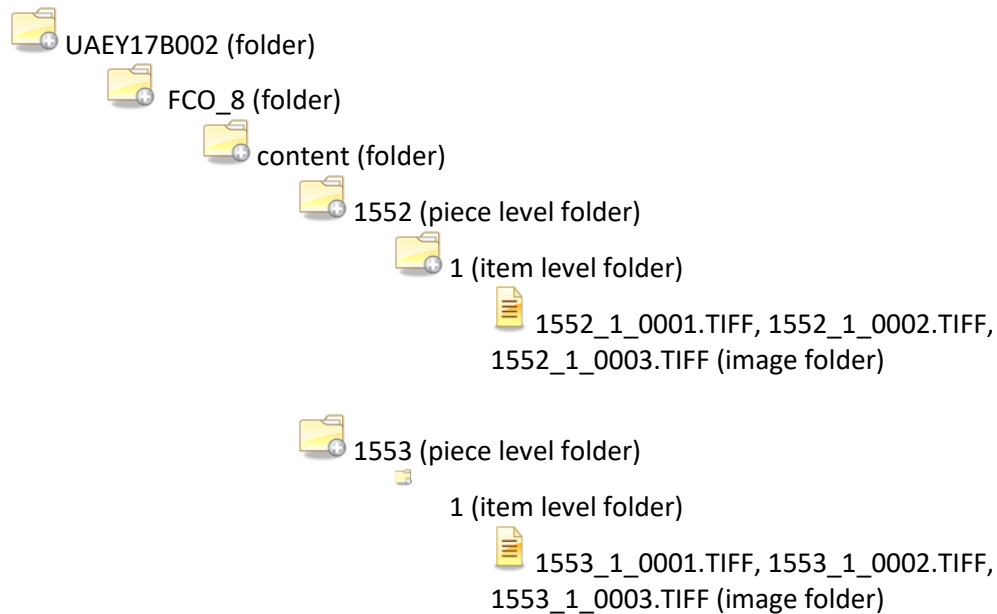 UAEY17B002 (folder)
FCO_8 (folder)
content (folder)
1552 (piece level folder)
1 (item level folder)
1552_1_0001.TIFF, 1552_1_0002.TIFF,
1552_1_0003.TIFF (image folder)
1553 (piece level folder)
1 (item level folder)
1553_1_0001.TIFF, 1553_1_0002.TIFF,
1553_1_0003.TIFF (image folder)